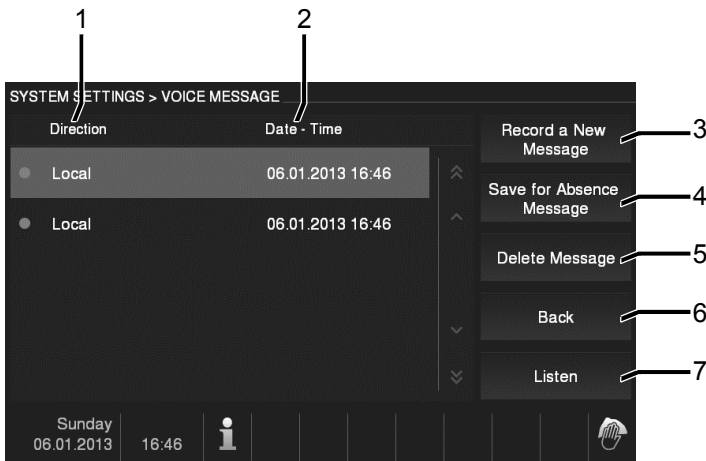 1 2
SYSTEM SETTINGS > VOICE MESSAGE
Direction Date - Time
Local 06.01.2013 16:46
Local 06.01.2013 16:46
Record a New
Message
3
Save for Absence
Message
4
Delete Message 5
Back 6
Listen 7
Sunday
06.01.2013 16:46